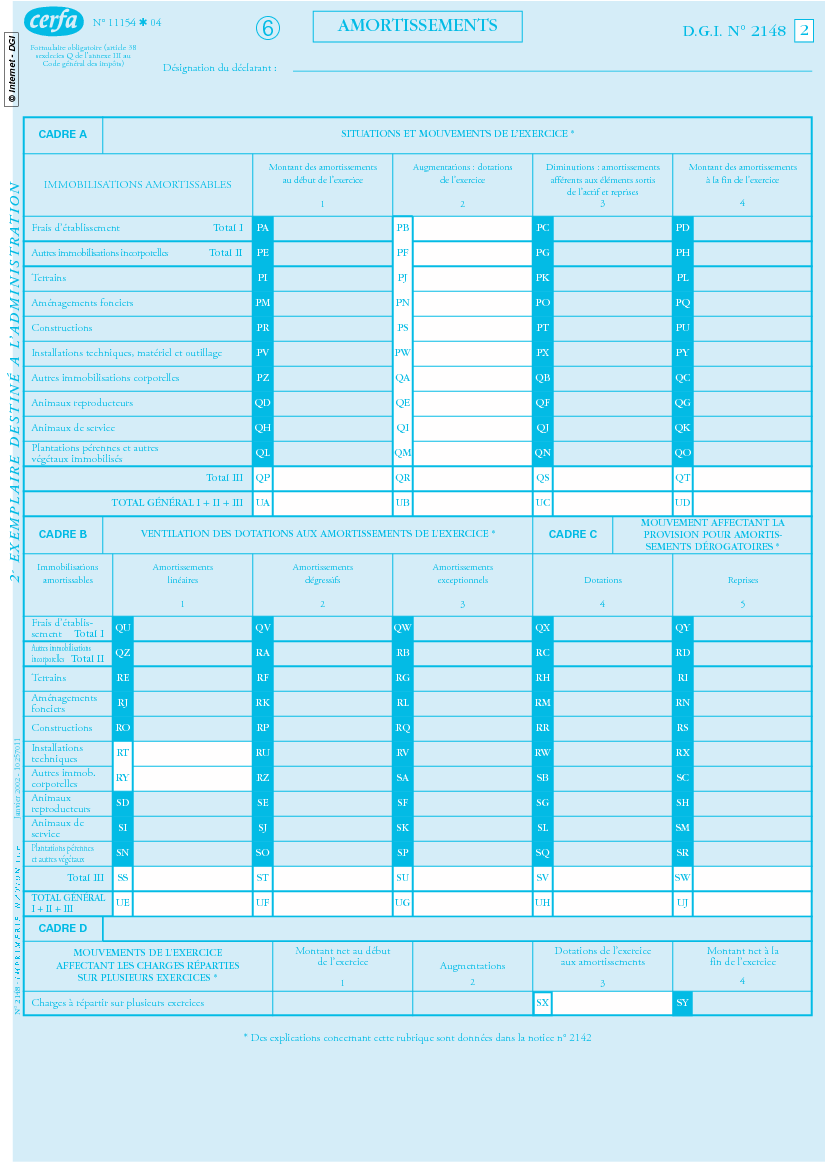 cerfa
N° 11154 ✱ 04
Formulaire obligatoire (article 38
sexdecies Q de l'annexe III au
Code général des impôts)
6
AMORTISSEMENTS
D.G.I. N° 2148 2
Désignation du déclarant :
© Internet - DGI
2e EXEMPLAIRE DESTINÉ A L'ADMINISTRATION
CADRE A
SITUATIONS ET MOUVEMENTS DE L'EXERCICE *
IMMOBILISATIONS AMORTISSABLES
Montant des amortissements
au début de l'exercice
1
Augmentations : dotations
de l'exercice
2
Diminutions : amortissements
afférents aux éléments sortis
de l'actif et reprises
3
Montant des amortissements
à la fin de l'exercice
4
Frais d'établissement Total I PA PB PC PD
Autres immobilisations incorporelles Total II PE PF PG PH
Terrains PI PJ PK PL
Aménagements fonciers PM PN PO PQ
Constructions PR PS PT PU
Installations techniques, matériel et outillage PV PW PX PY
Autres immobilisations corporelles PZ QA QB QC
Animaux reproducteurs QD QE QF QG
Animaux de service QH QI QJ QK
Plantations pérennes et autres
végétaux immobilisés QL QM QN QO
Total III QP QR QS QT
TOTAL GÉNÉRAL I + II + III UA UB UC UD
CADRE B
VENTILATION DES DOTATIONS AUX AMORTISSEMENTS DE L'EXERCICE *
CADRE C
MOUVEMENT AFFECTANT LA
PROVISION POUR AMORTIS-
SEMENTS DÉROGATOIRES *
Immobilisations
amortissables
Amortissements
linéaires
1
Amortissements
dégressifs
2
Amortissements
exceptionnels
3
Dotations
4
Reprises
5
Frais d'établis-
sement Total I QU QV QW QX QY
Autres immobilisations
incorporelles Total II QZ RA RB RC RD
Terrains RE RF RG RH RI
Aménagements
fonciers RJ RK RL RM RN
Constructions RO RP RQ RR RS
Installations
techniques RT RU RV RW RX
Autres immob.
corporelles RY RZ SA SB SC
Animaux
reproducteurs SD SE SF SG SH
Animaux de
service SI SJ SK SL SM
Plantations pérennes
et autres végétaux SN SO SP SQ SR
Total III SS ST SU SV SW
TOTAL GÉNÉRAL
I + II + III UE UF UG UH UJ
CADRE D
MOUVEMENTS DE L'EXERCICE
AFFECTANT LES CHARGES RÉPARTIES
SUR PLUSIEURS EXERCICES *
Montant net au début
de l'exercice
1
Augmentations
2
Dotations de l'exercice
aux amortissements
3
Montant net à la
fin de l'exercice
4
Charges à répartir sur plusieurs exercices SX SY
* Des explications concernant cette rubrique sont données dans la notice n° 2142
N° 2148 - IMPRIMERIE NATIONALE
Janvier 2002 -